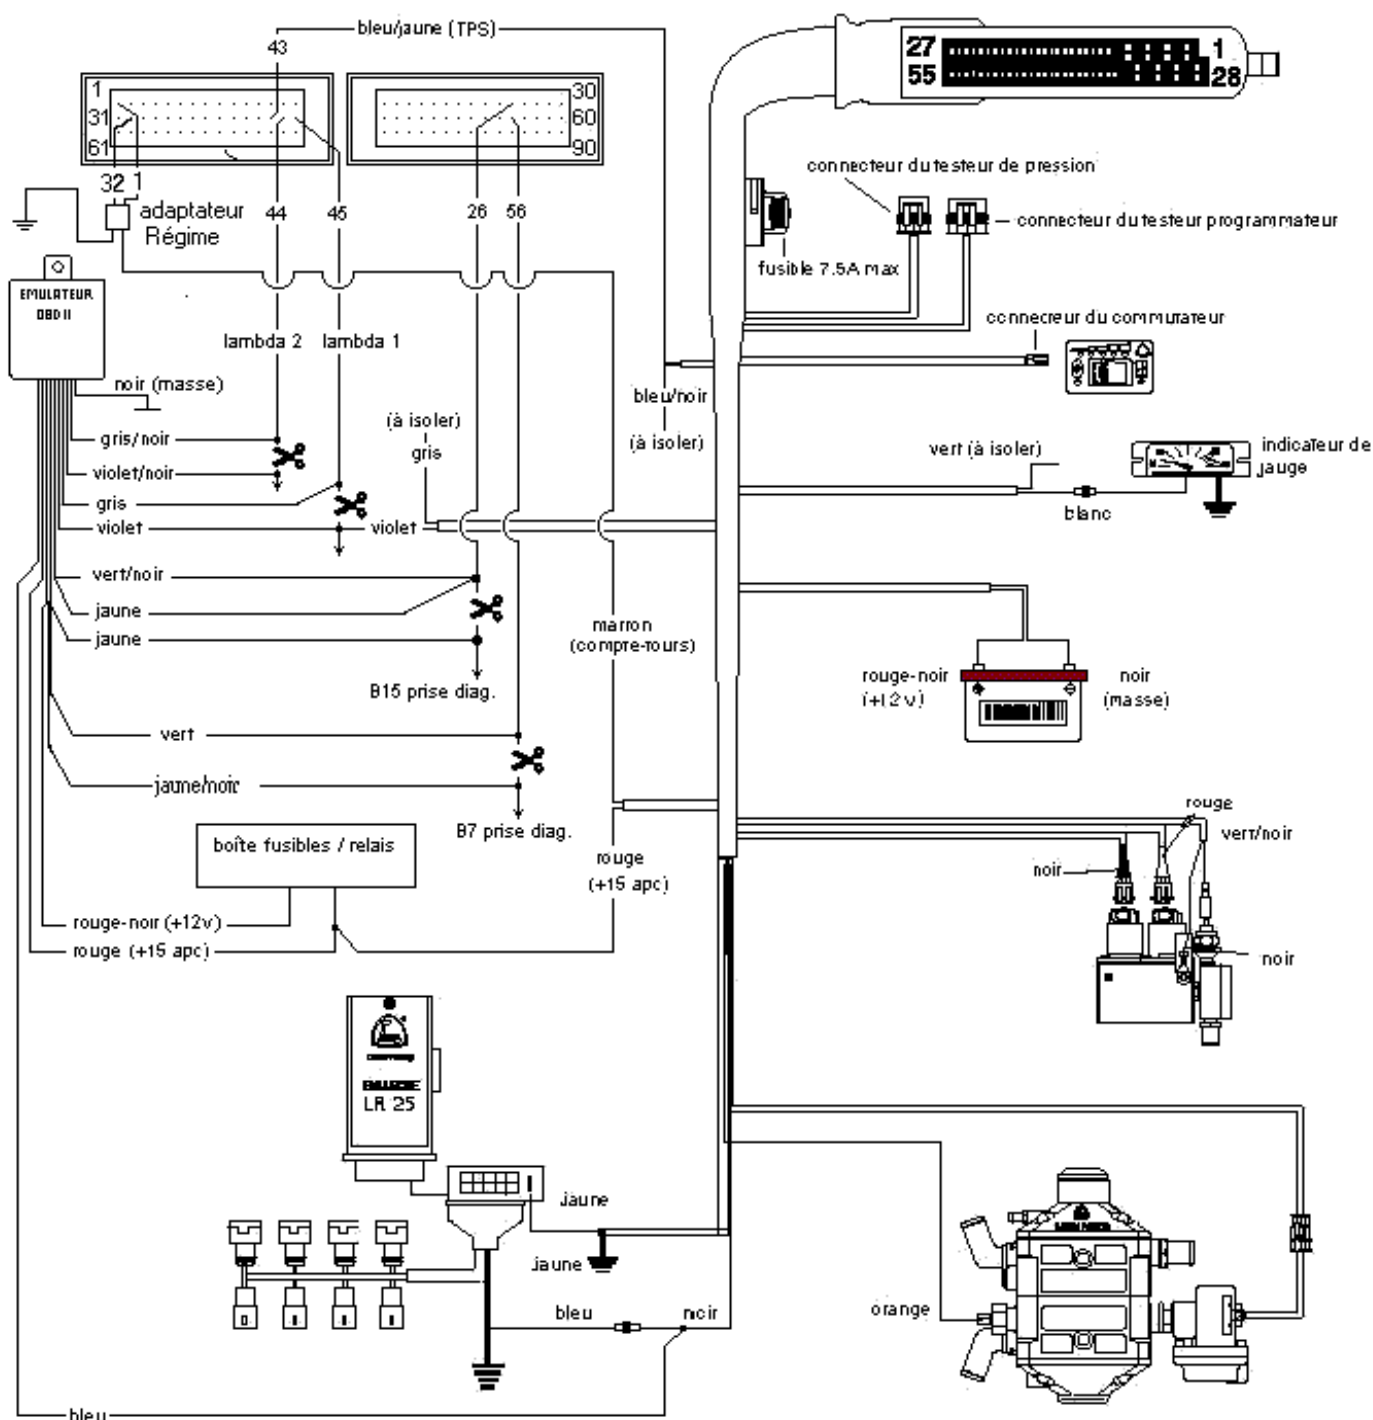 bleu/jaune (TPS)
43
27
1
55
28
1
31
61
30
60
90
connecteur du testeur de pression
32
1
44
45
26
56
adaptateur
Régime
connecteur du testeur programmateur
fusible 7.5A max
EMULATEUR
OBD II
connecteur du commutateur
lambda 2
lambda 1
noir (masse)
bleu/noir
(à isoler)
(à isoler)
gris
gris/noir
violet/noir
gris
violet
violet
vert (à isoler)
indicateur de
jauge
blanc
vert/noir
jaune
jaune
marron
(compte-tours)
B15 prise diag.
rouge-noir
(+12 v)
noir
(masse)
vert
jaune/noir
B7 prise diag.
boîte fusibles / relais
rouge
(+15 apc)
rouge
vert/noir
noir
noir
rouge-noir (+12v)
rouge (+15 apc)
LR 25
jaune
jaune
bleu
noir
orange
bleu